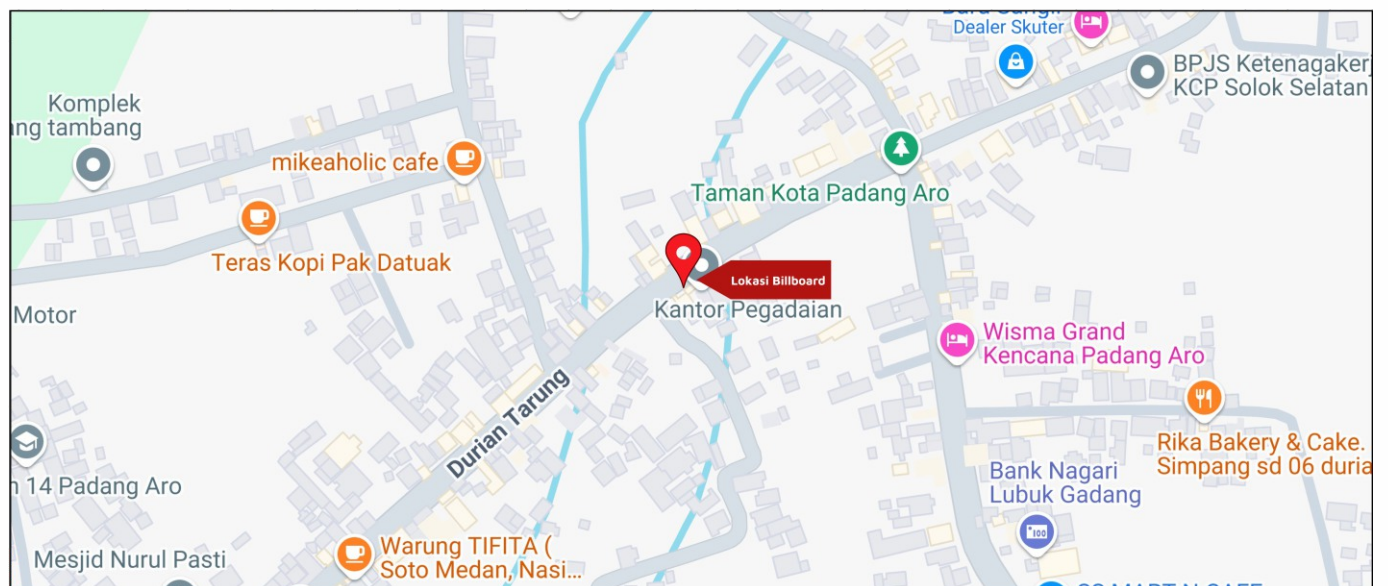 Dealer Skuter
BPJS Ketenagakerj
KCP Solok Selatan
Komplek
ng tambang
mikeaholic cafe
Taman Kota Padang Aro
Teras Kopi Pak Datuak
Lokasi Billboard
Kantor Pegadaian
Motor
Wisma Grand
Kencana Padang Aro
Durian Tarung
Rika Bakery & Cake.
Simpang sd 06 duria
Bank Nagari
Lubuk Gadang
n 14 Padang Aro
Mesjid Nurul Pasti
Warung TIFITA (
Soto Medan, Nasi...